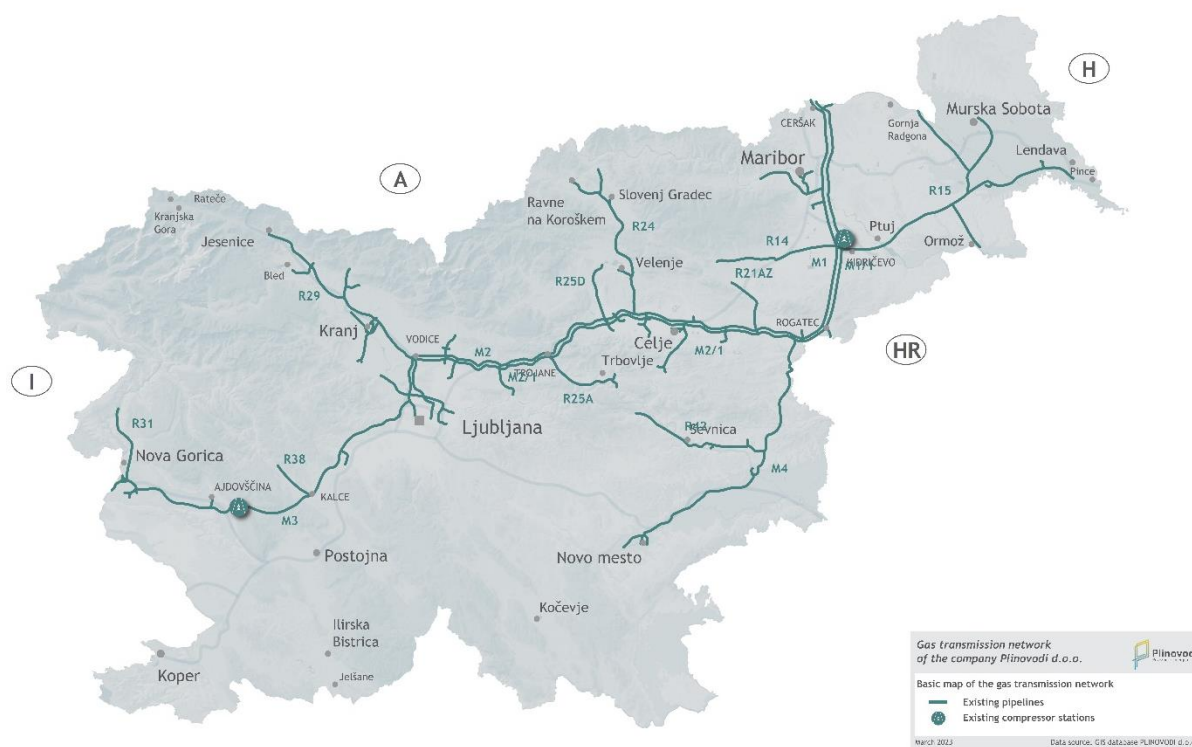 H
CERŠAK
Gornja
Radgona
Murska Sobota
Maribor
Lendava
Pince
A
R15
Rateče
Kranjska
Gora
Ravne
na Koroškem
Slovenj Gradec
R24
Jesenice
Ptuj
Ormož
R14
M1
KIDRIČEVO
Bled
Velenje
R25D
R21AZ
R29
Kranj
VODICE
ROGATEC
M2
Celje
M2/1
HR
TROJANE
M2/1
Trbovlje
I
R25A
R31
Ljubljana
Sevnica
Nova Gorica
R38
M4
AJDOVŠČINA
KALCE
M3
Postojna
Novo mesto
Kočevje
Ilirska
Bistrica
Koper
Jelšane
Gas transmission network
of the company Plinovodi d.o.o.
Plinovodi
Basic map of the gas transmission network
Existing pipelines
Existing compressor stations
March 2023
Data source: GIS database PLINOVODI d.o.